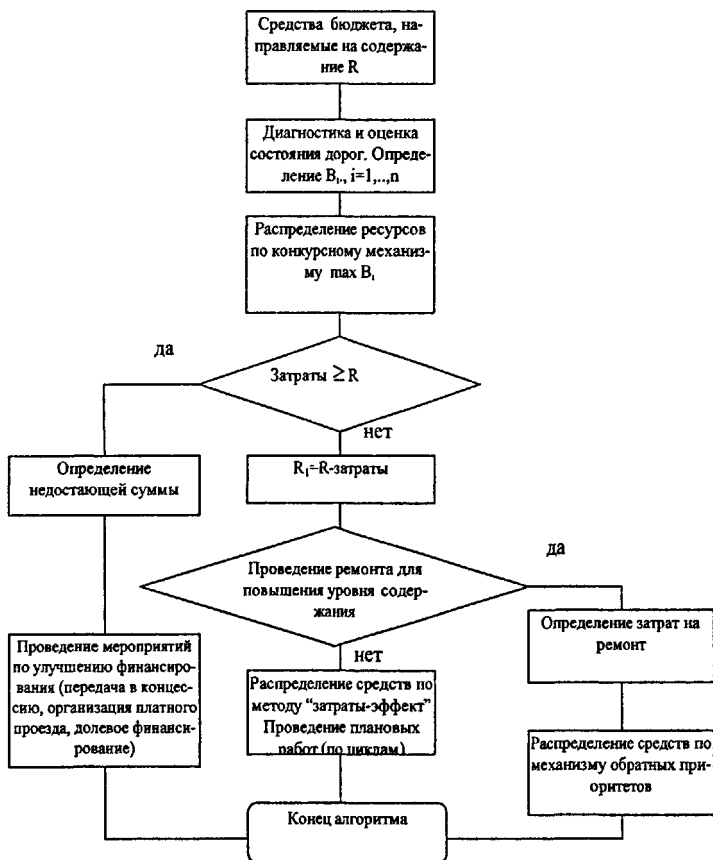 Средства бюджета, на-
правляемые на содержа-
ние R
Диагностика и оценка
состояния дорог. Опреде-
ление Bᵢ., i=1,..,n
Распределение ресурсов
по конкурсному механиз-
му max Bᵢ
да
Затраты ≥ R
нет
Определение
недостающей суммы
R₁=R-затраты
да
Проведение ремонта для
повышения уровня содер-
жания
Определение затрат на
ремонт
нет
Проведение мероприятий
по улучшению финансиро-
вания (передача в концес-
сию, организация платного
проезда, долевое финанси-
рование)
Распределение средств по
методу “затраты-эффект”
Проведение плановых
работ (по циклам)
Распределение средств по
механизму обратных при-
оритетов
Конец алгоритма